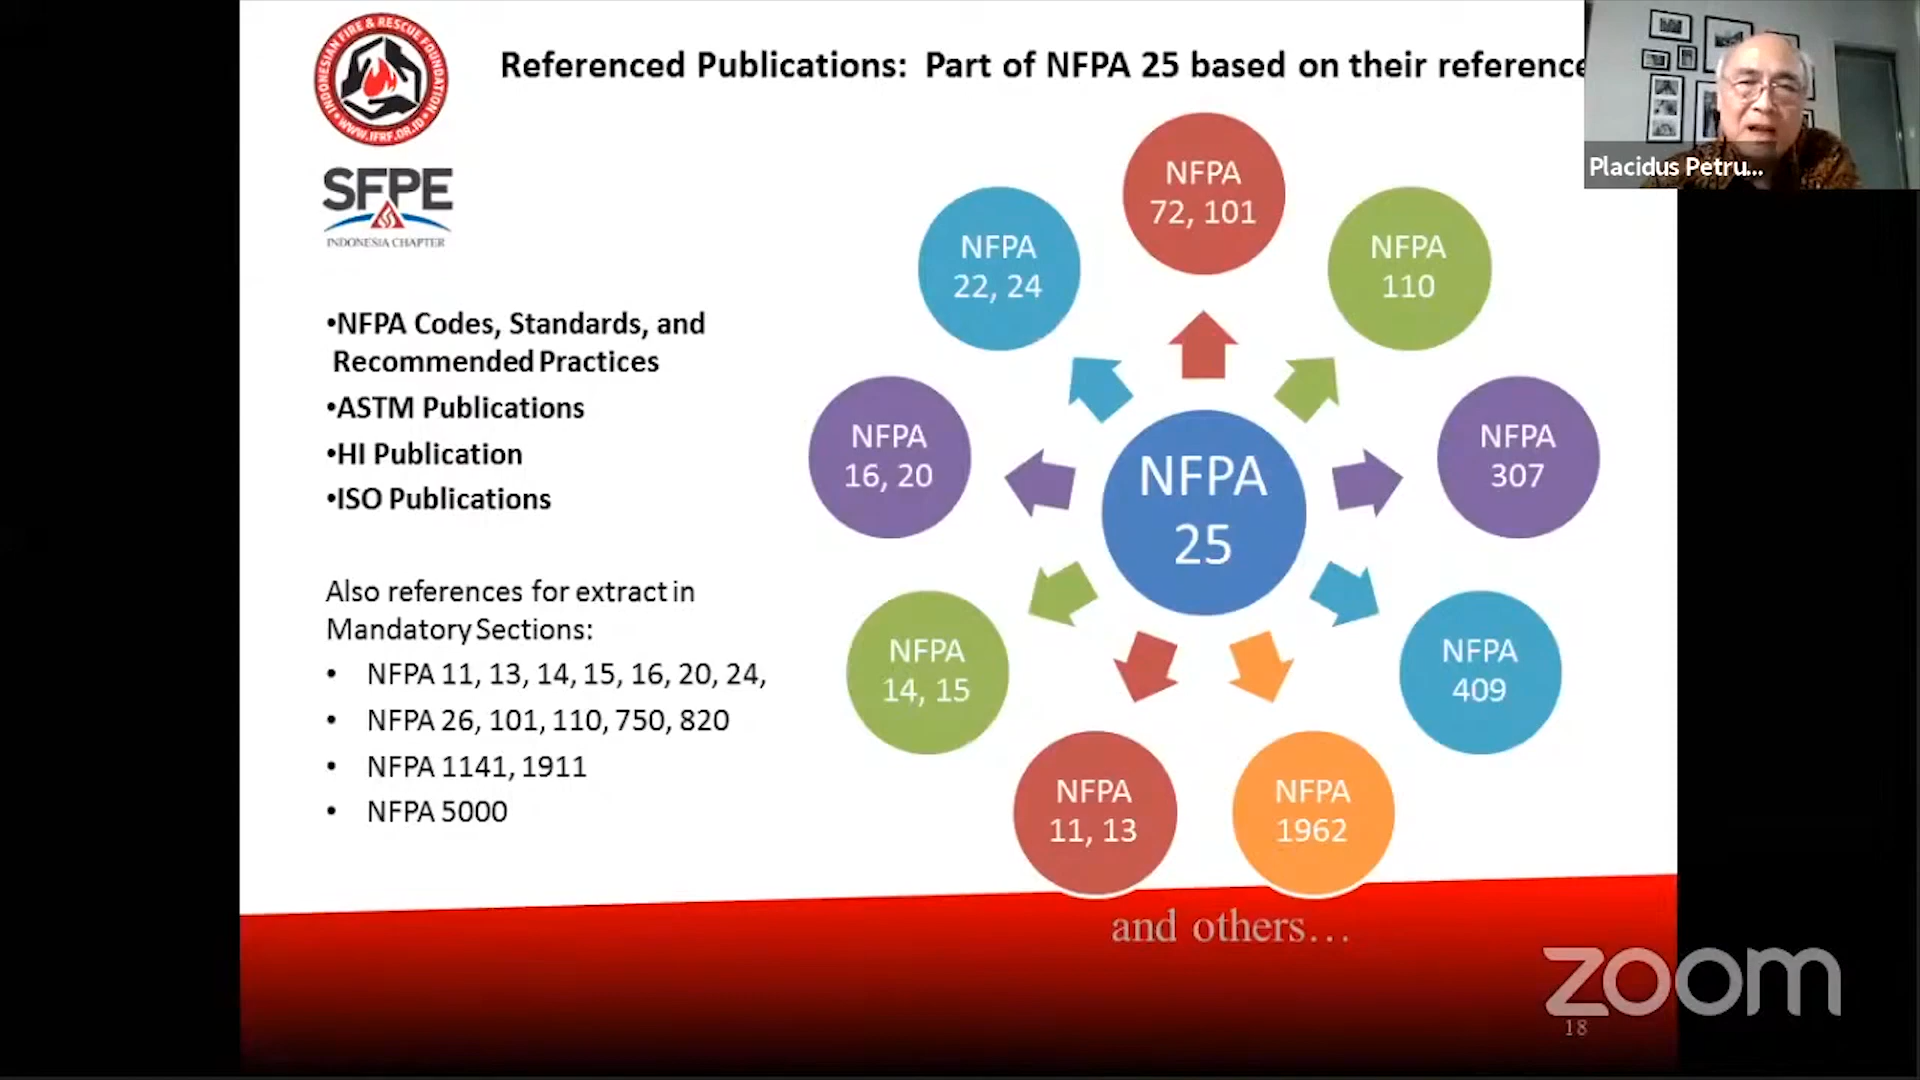 INDONESIAN FIRE & RESCUE FOUNDATION
• WWW.IFRF.OR.ID •
SFPE
INDONESIA CHAPTER
Referenced Publications: Part of NFPA 25 based on their reference
Placidus Petru...
•NFPA Codes, Standards, and
Recommended Practices
•ASTM Publications
•HI Publication
•ISO Publications
Also references for extract in
Mandatory Sections:
• NFPA 11, 13, 14, 15, 16, 20, 24,
• NFPA 26, 101, 110, 750, 820
• NFPA 1141, 1911
• NFPA 5000
NFPA
72, 101
NFPA
110
NFPA
307
NFPA
409
NFPA
1962
NFPA
11, 13
NFPA
14, 15
NFPA
16, 20
NFPA
22, 24
NFPA
25
and others...
zoom
18